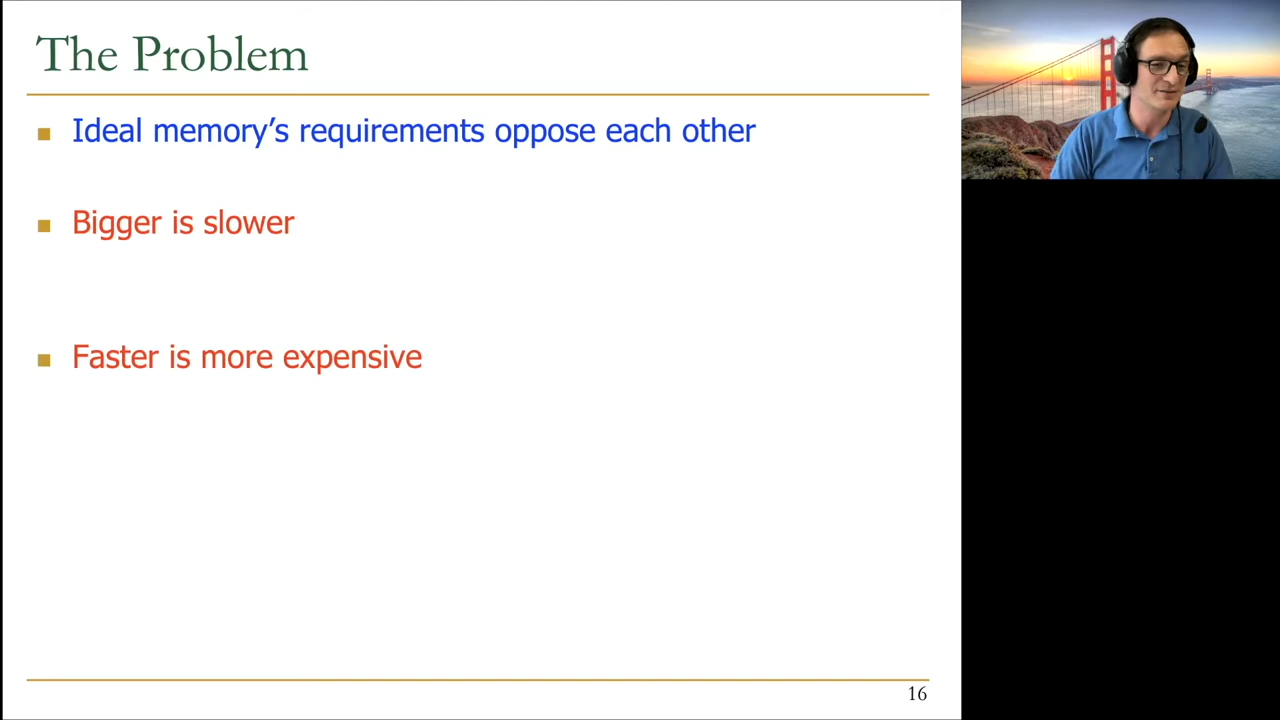 The Problem
Ideal memory’s requirements oppose each other
Bigger is slower
Faster is more expensive
16